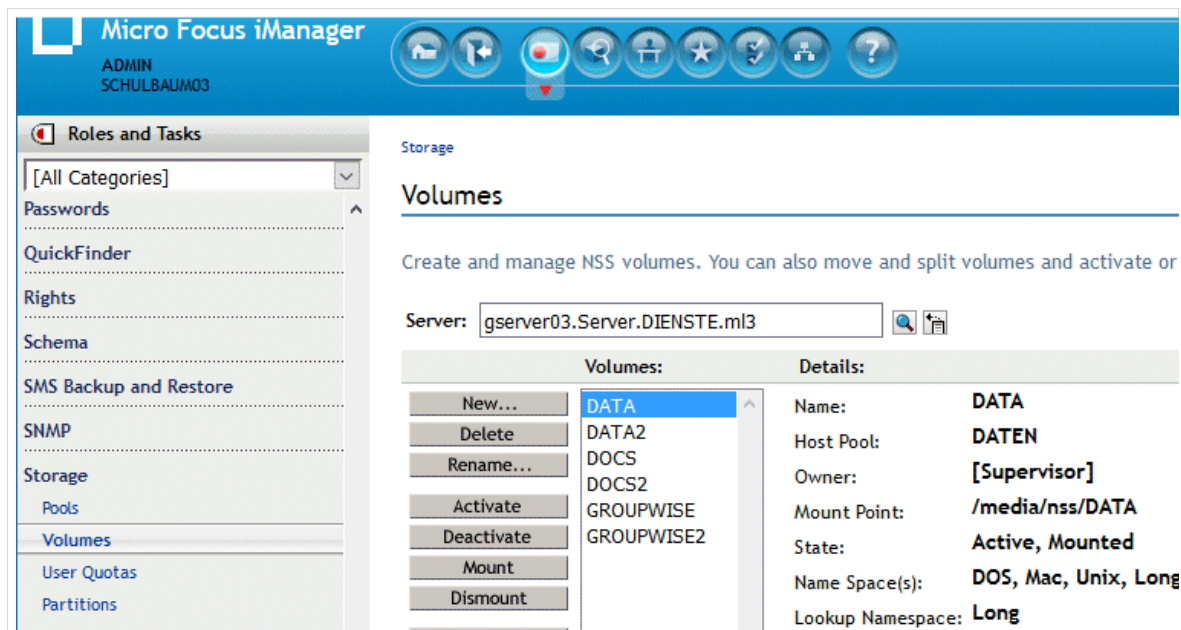 Micro Focus iManager
ADMIN
SCHULBAUM03
?
Roles and Tasks
[All Categories]
Passwords
QuickFinder
Rights
Schema
SMS Backup and Restore
SNMP
Storage
Pools
Volumes
User Quotas
Partitions
Storage
Volumes
Create and manage NSS volumes. You can also move and split volumes and activate or
Server: gserver03.Server.DIENSTE.ml3
Volumes: Details:
New...
Delete
Rename...
Activate
Deactivate
Mount
Dismount
DATA
DATA2
DOCS
DOCS2
GROUPWISE
GROUPWISE2
Name: DATA
Host Pool: DATEN
Owner: [Supervisor]
Mount Point: /media/nss/DATA
State: Active, Mounted
Name Space(s): DOS, Mac, Unix, Long
Lookup Namespace: Long